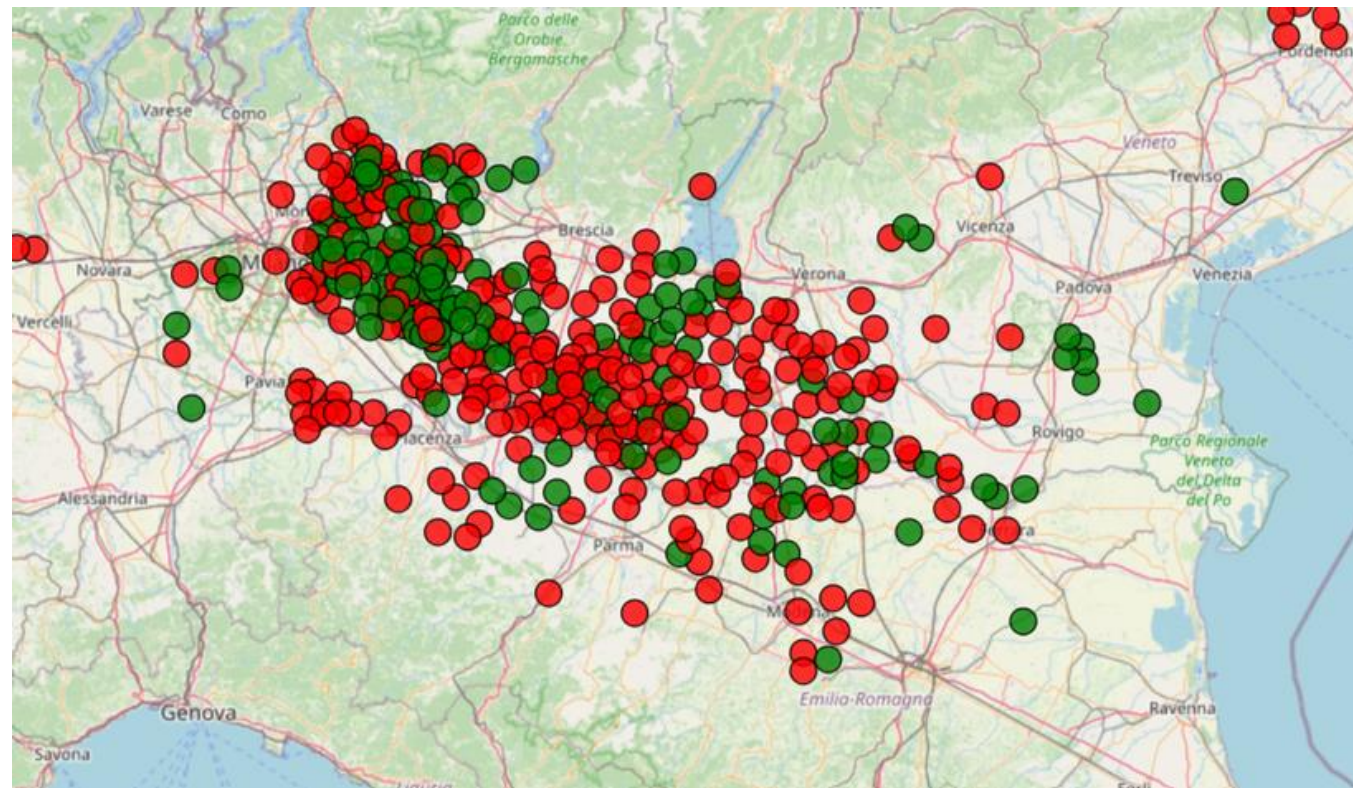 Parco delle
Orobie
Bergamasche
Varese
Como
Veneto
Treviso
Brescia
Vicenza
Novara
Verona
Venezia
Padova
Vercelli
Pavia
Rovigo
Piacenza
Parco Regionale
Veneto
del Delta
del Po
Alessandria
Parma
Emilia-Romagna
Genova
Ravenna
Savona